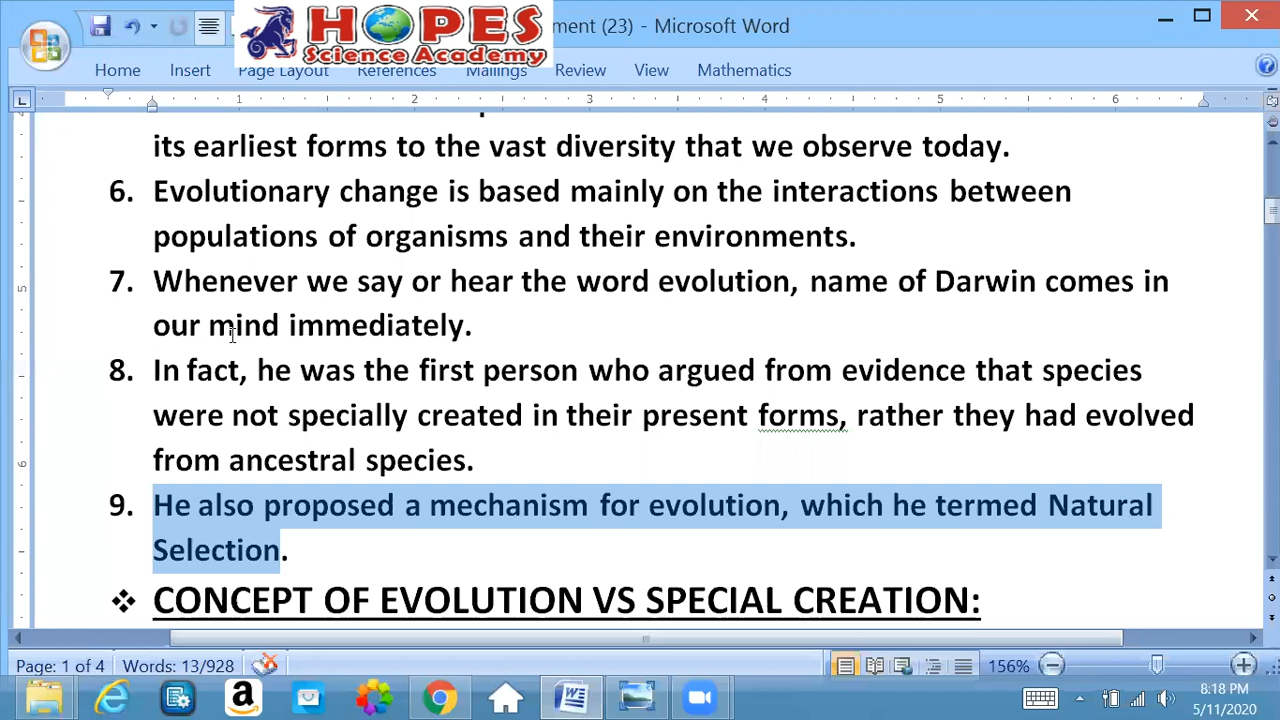 HOPES
Science Academy
ment (23) - Microsoft Word
Home Insert Page Layout References Mailings Review View Mathematics
1 2 3 4 5 6
its earliest forms to the vast diversity that we observe today.
6. Evolutionary change is based mainly on the interactions between
populations of organisms and their environments.
7. Whenever we say or hear the word evolution, name of Darwin comes in
our mind immediately.
8. In fact, he was the first person who argued from evidence that species
were not specially created in their present forms, rather they had evolved
from ancestral species.
9. He also proposed a mechanism for evolution, which he termed Natural
Selection.
❖ CONCEPT OF EVOLUTION VS SPECIAL CREATION:
Page: 1 of 4 Words: 13/928 156%
8:18 PM
5/11/2020